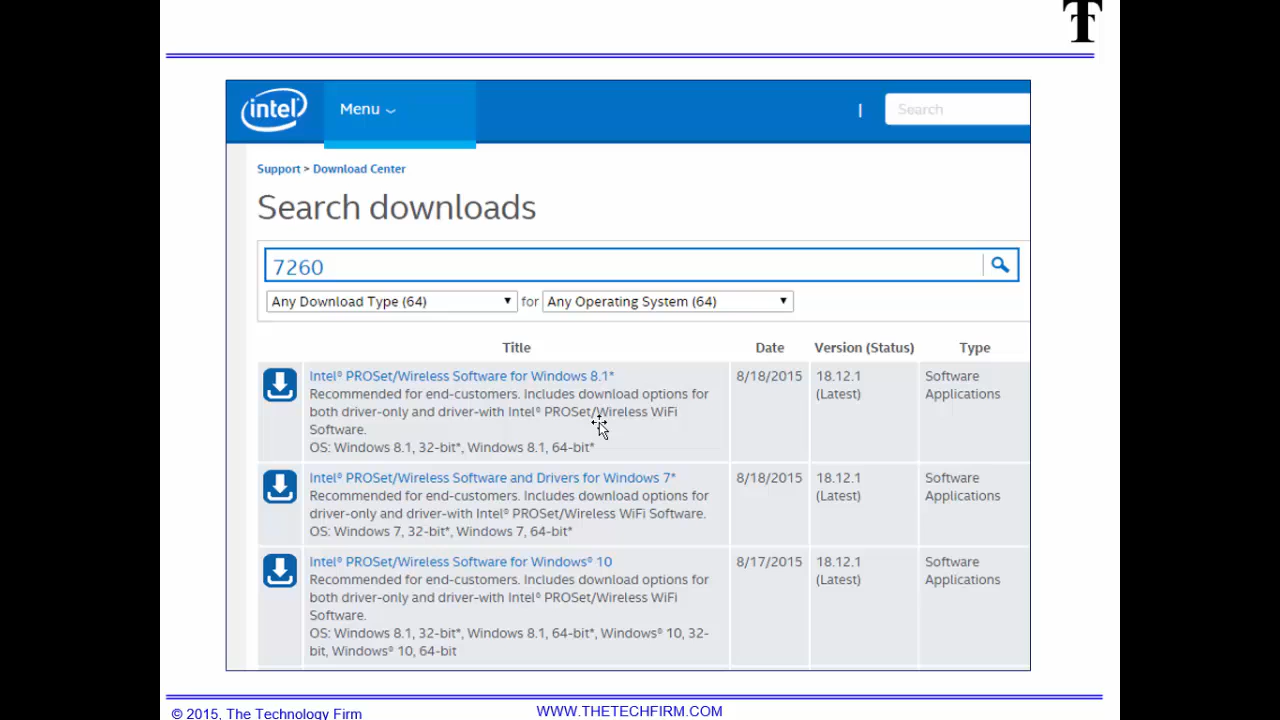 T
intel
Menu
|
Search
Support > Download Center
Search downloads
7260
Any Download Type (64) for Any Operating System (64)
Title Date Version (Status) Type
Intel® PROSet/Wireless Software for Windows 8.1* 8/18/2015 18.12.1 Software
Recommended for end-customers. Includes download options for (Latest) Applications
both driver-only and driver-with Intel® PROSet/Wireless WiFi
Software.
OS: Windows 8.1, 32-bit*, Windows 8.1, 64-bit*
Intel® PROSet/Wireless Software and Drivers for Windows 7* 8/18/2015 18.12.1 Software
Recommended for end-customers. Includes download options for (Latest) Applications
driver-only and driver-with Intel® PROSet/Wireless WiFi Software.
OS: Windows 7, 32-bit*, Windows 7, 64-bit*
Intel® PROSet/Wireless Software for Windows® 10 8/17/2015 18.12.1 Software
Recommended for end-customers. Includes download options for (Latest) Applications
both driver-only and driver-with Intel® PROSet/Wireless WiFi
Software.
OS: Windows 8.1, 32-bit*, Windows 8.1, 64-bit*, Windows® 10, 32-
bit, Windows® 10, 64-bit
© 2015, The Technology Firm WWW.THETECHFIRM.COM